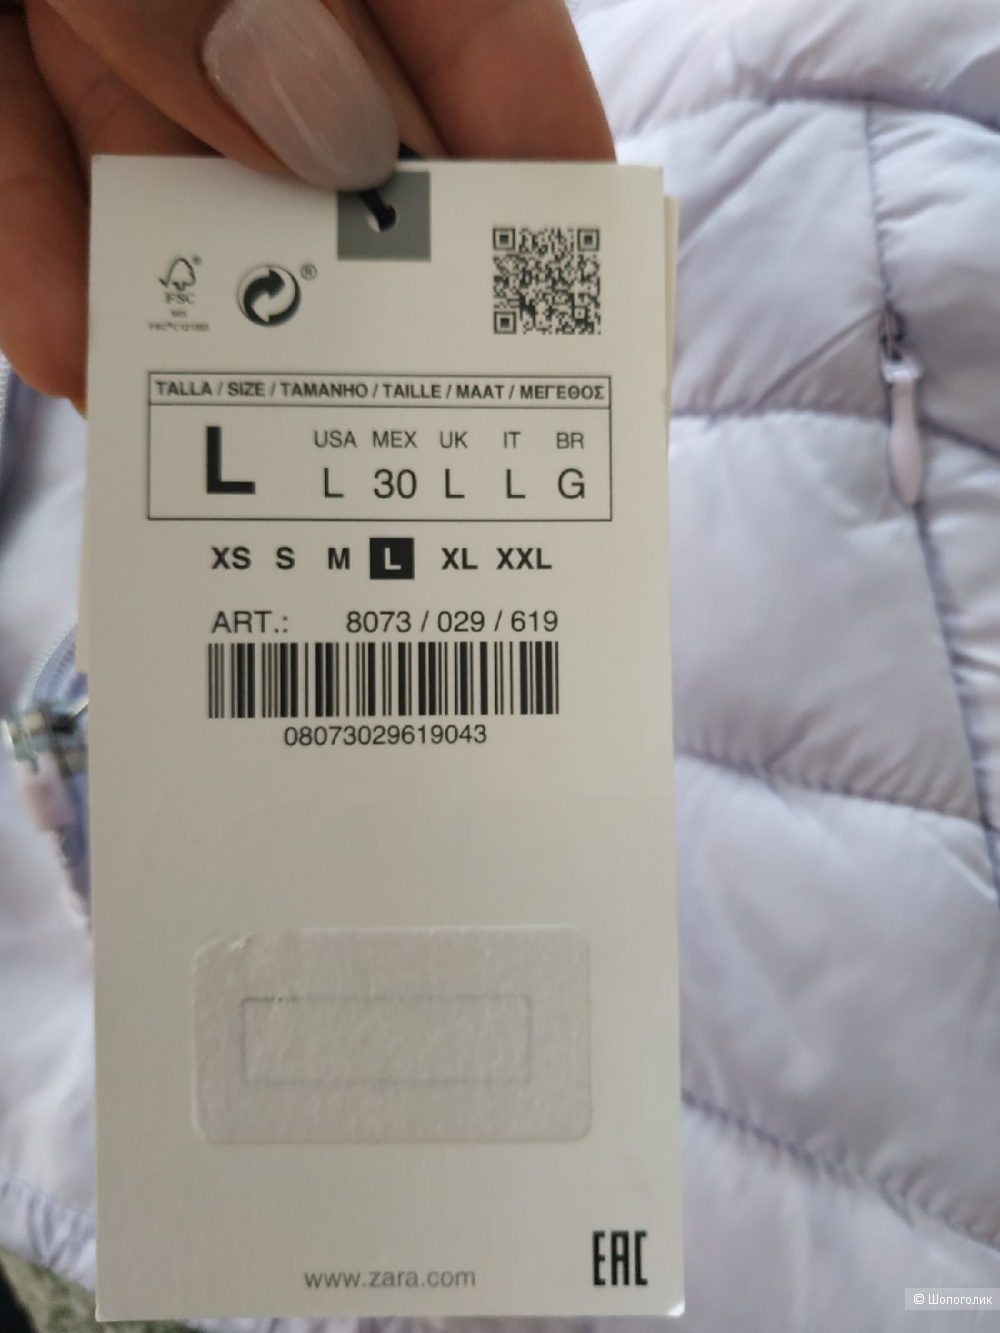 FSC
TALLA / SIZE / TAMANHO / TAILLE / MAAT / ΜΕΓΕΘΟΣ
L
USA MEX UK IT BR
L 30 L L G
XS S M L XL XXL
ART.: 8073 / 029 / 619
08073029619043
www.zara.com
EAC
© Шопоголик